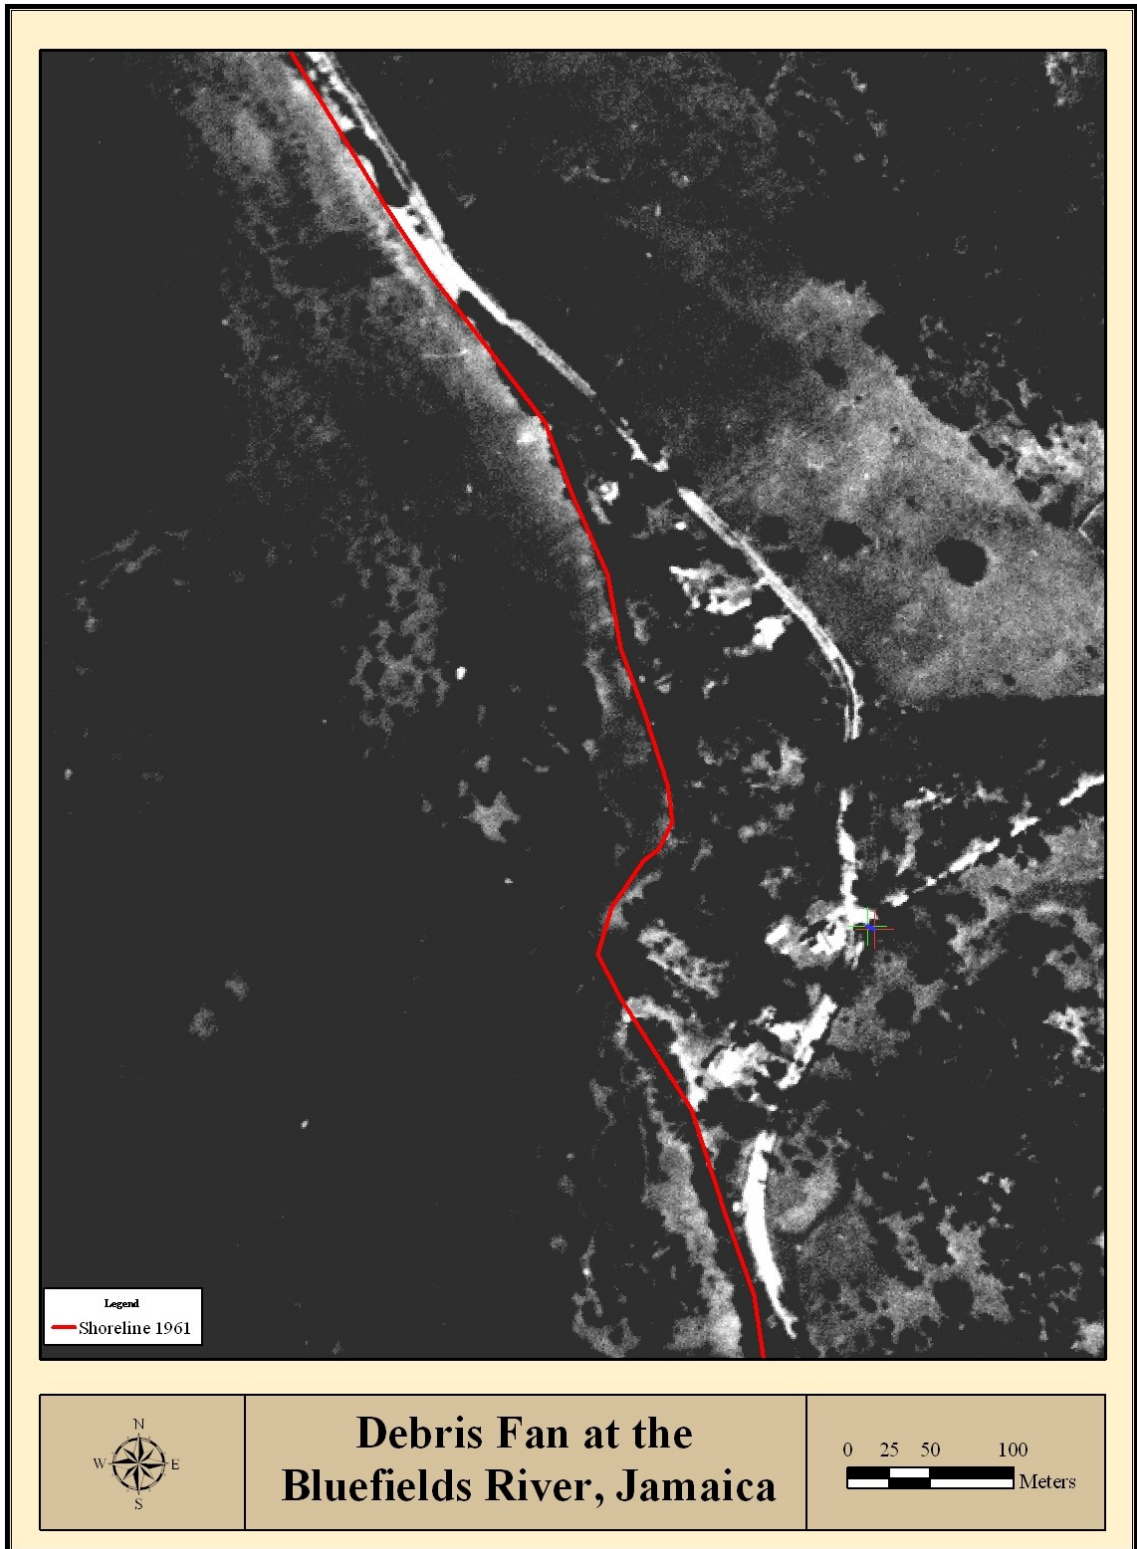 Legend
Shoreline 1961
N
W E
S
Debris Fan at the
Bluefields River, Jamaica
0 25 50 100
Meters